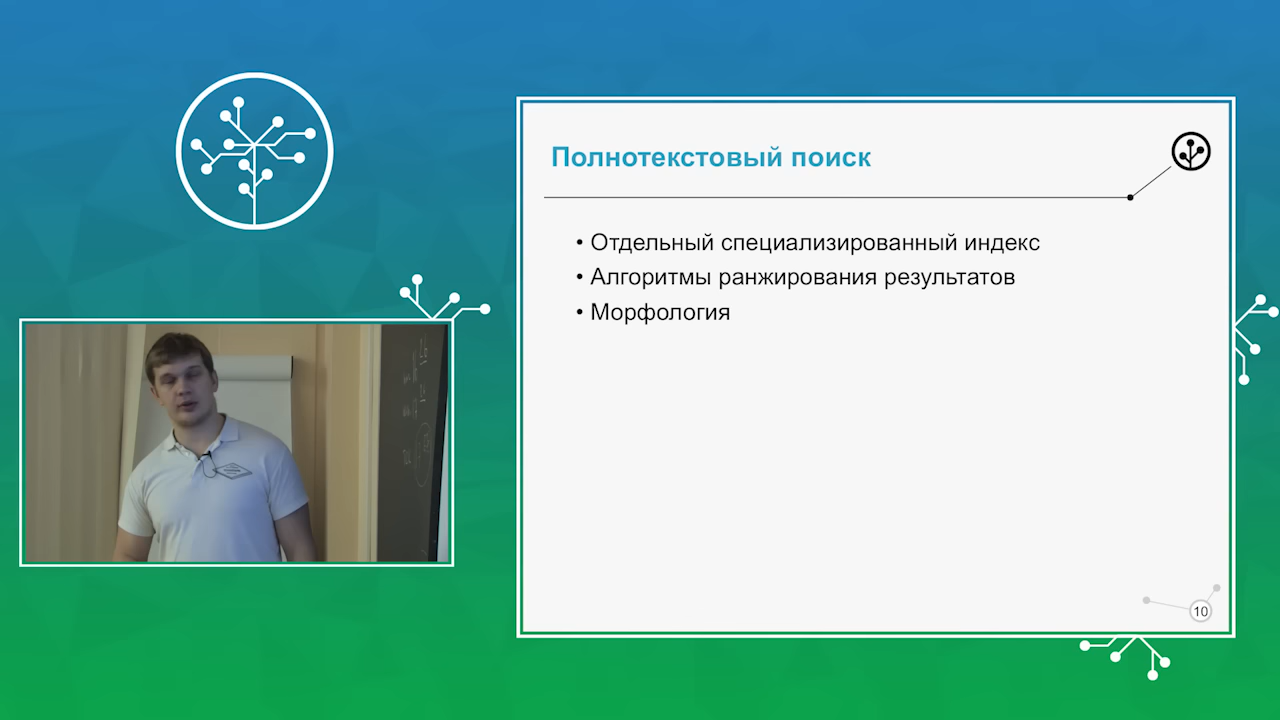 Полнотекстовый поиск
• Отдельный специализированный индекс
• Алгоритмы ранжирования результатов
• Морфология
10